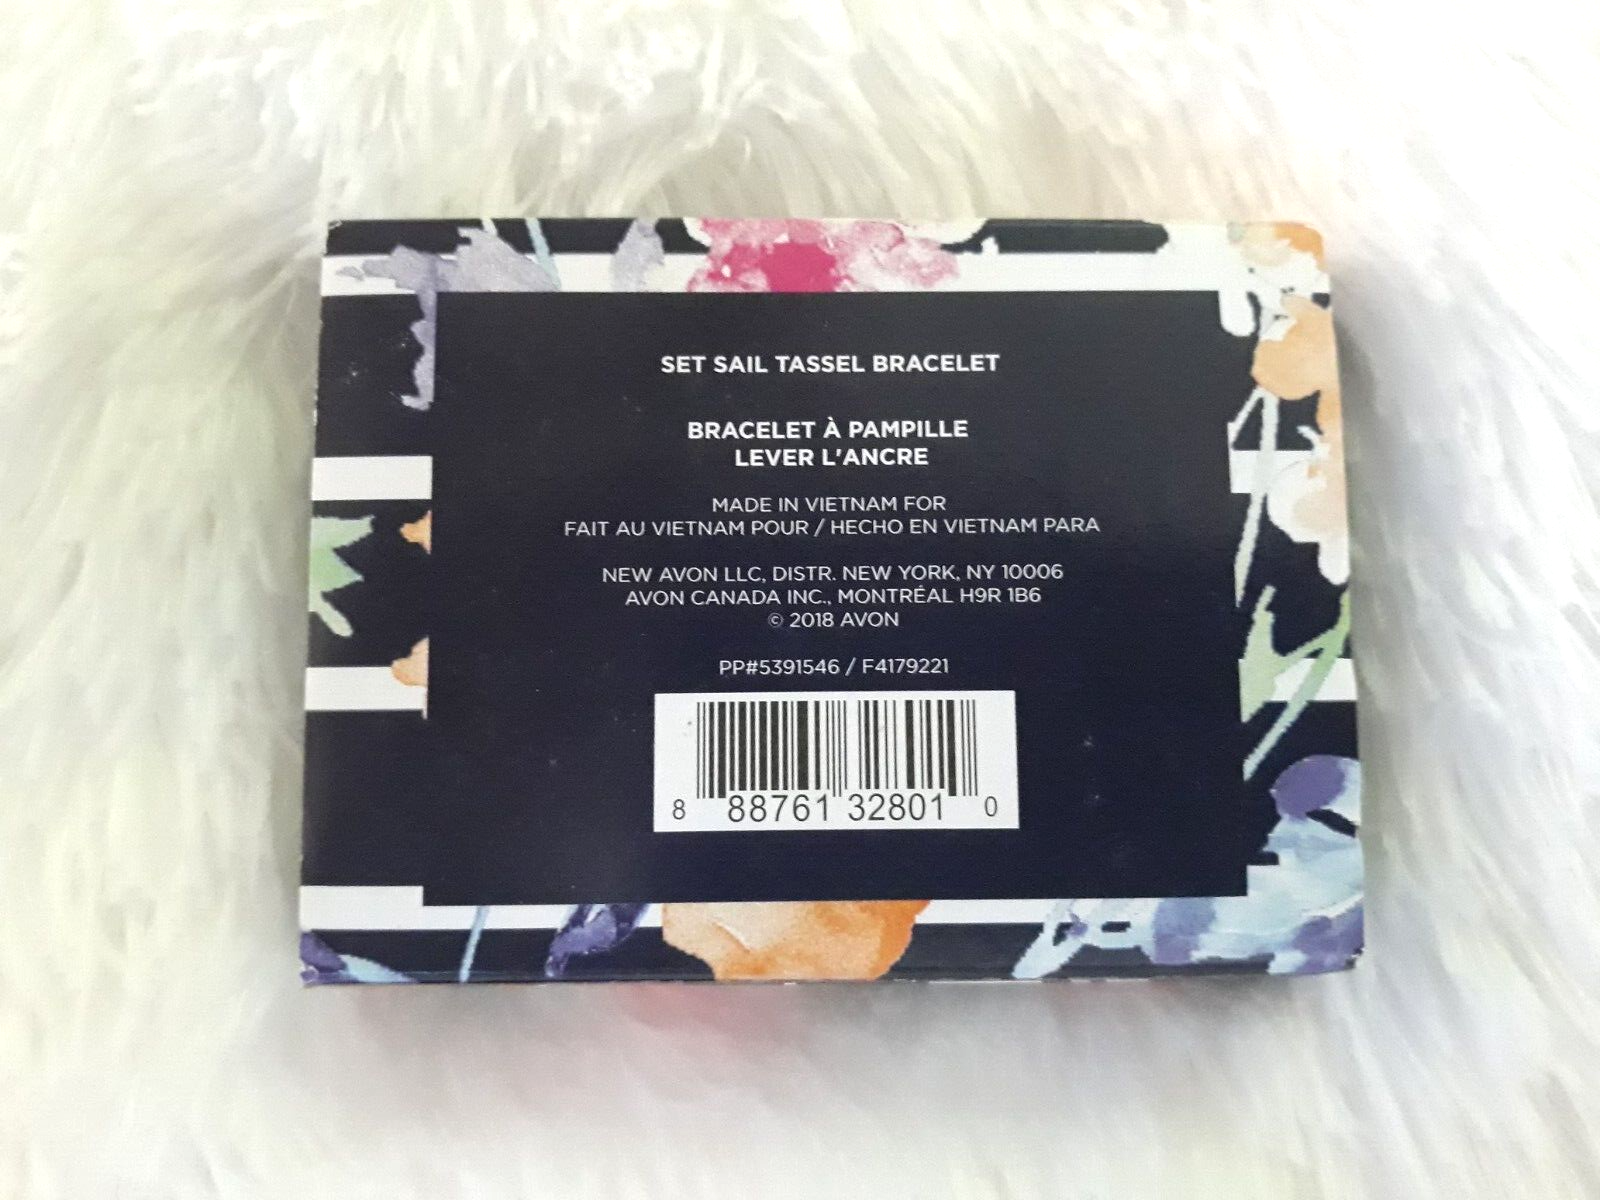 SET SAIL TASSEL BRACELET
BRACELET À PAMPILLE
LEVER L'ANCRE
MADE IN VIETNAM FOR
FAIT AU VIETNAM POUR / HECHO EN VIETNAM PARA
NEW AVON LLC, DISTR. NEW YORK, NY 10006
AVON CANADA INC., MONTRÉAL H9R 1B6
© 2018 AVON
PP#5391546 / F4179221
8 88761 32801 0